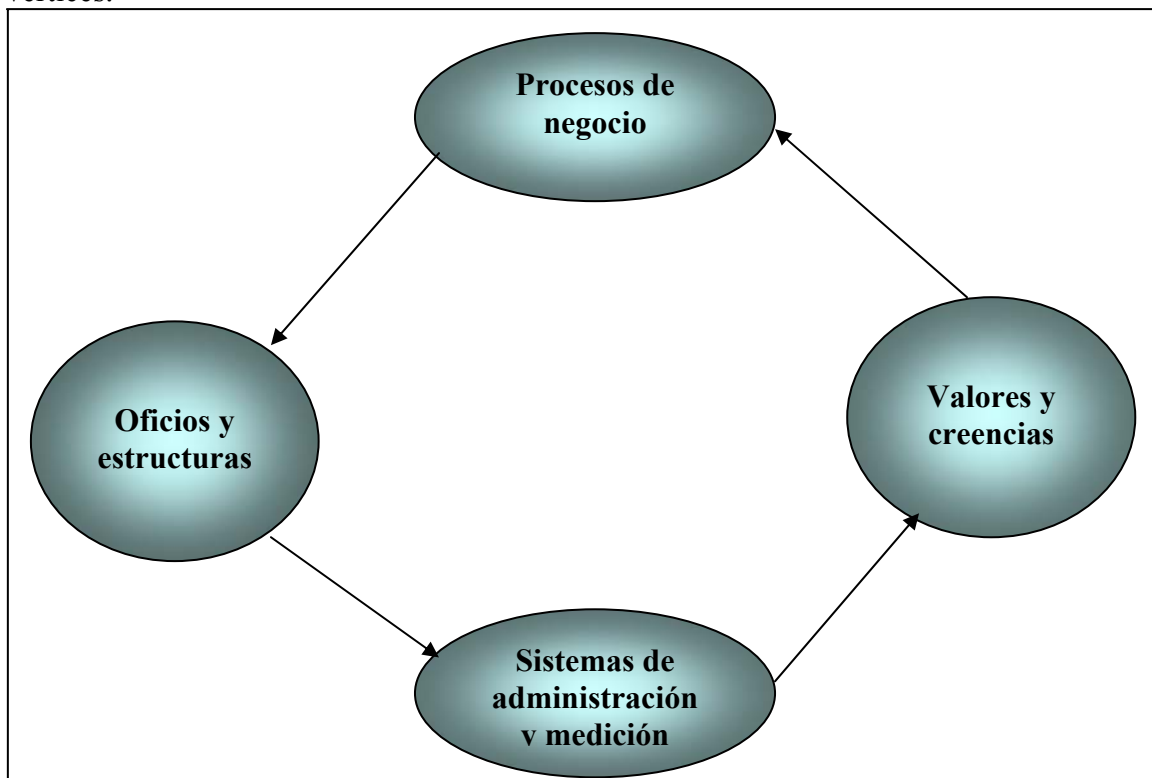 Procesos de
negocio
Valores y
creencias
Oficios y
estructuras
Sistemas de
administración
y medición